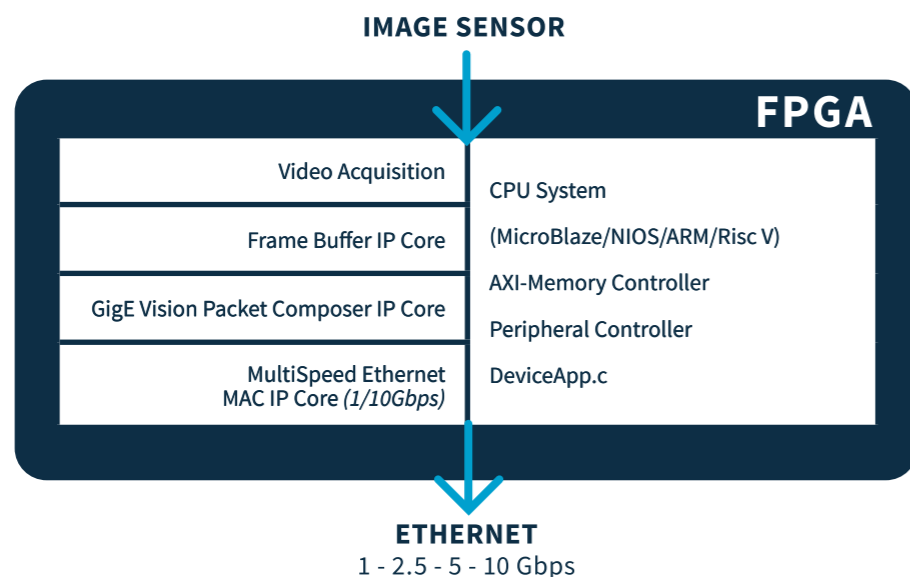 IMAGE SENSOR
FPGA
Video Acquisition
Frame Buffer IP Core
GigE Vision Packet Composer IP Core
MultiSpeed Ethernet
MAC IP Core (1/10Gbps)
CPU System
(MicroBlaze/NIOS/ARM/Risc V)
AXI-Memory Controller
Peripheral Controller
DeviceApp.c
ETHERNET
1 - 2.5 - 5 - 10 Gbps